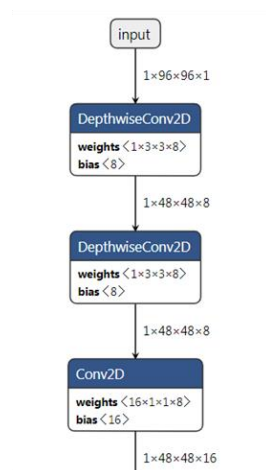 input
1×96×96×1
DepthwiseConv2D
weights〈1×3×3×8〉
bias〈8〉
1×48×48×8
DepthwiseConv2D
weights〈1×3×3×8〉
bias〈8〉
1×48×48×8
Conv2D
weights〈16×1×1×8〉
bias〈16〉
1×48×48×16